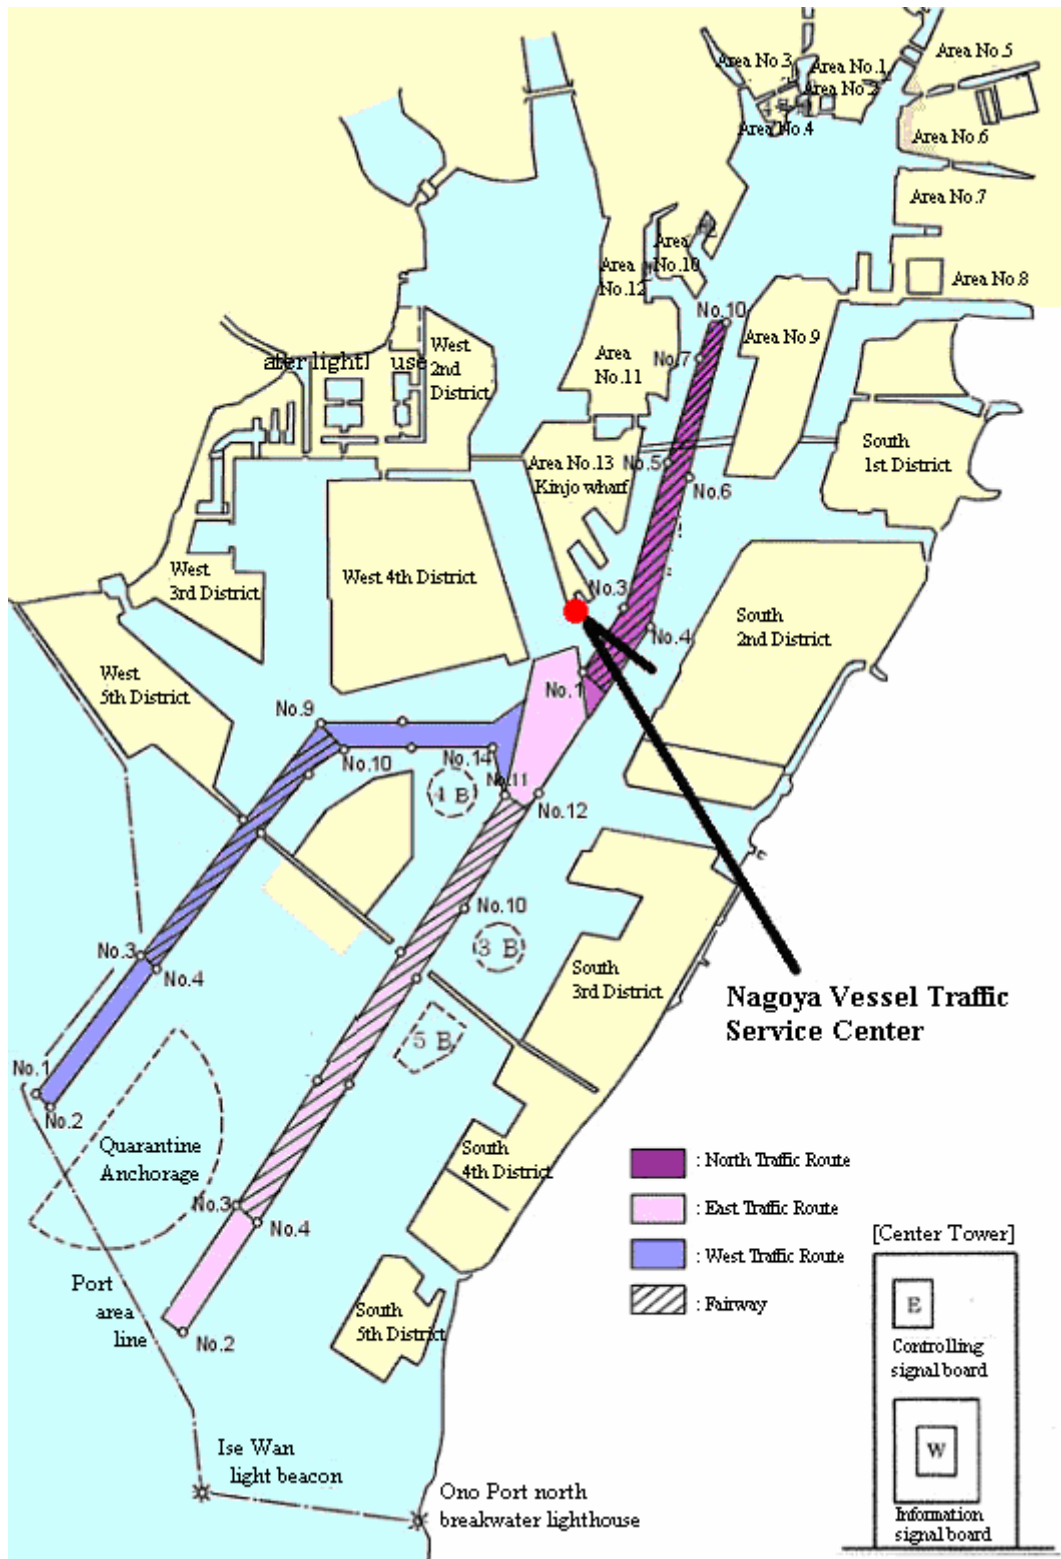 Area No.3
Area No.1
Area No.2
Area No.5
Area No.4
Area No.6
Area No.7
Area
No.10
Area
No.12
Area No.8
No.10
Area No.9
Area
No.11
No.7
ater light
use
West
2nd
District
South
1st District
Area No.13
Kinjo wharf
No.5
No.6
West
3rd District
West 4th District
No.3
No.4
South
2nd District
West
5th District
No.1
No.9
No.10
No.14
No.11
No.12
4 B
No.10
3 B
South
3rd District
No.3
No.4
5 B
Nagoya Vessel Traffic
Service Center
No.1
No.2
Quarantine
Anchorage
South
4th District
No.3
No.4
: North Traffic Route
: East Traffic Route
: West Traffic Route
: Fairway
[Center Tower]
E
Controlling
signal board
W
Information
signal board
Port
area
line
No.2
South
5th District
Ise Wan
light beacon
Ono Port north
breakwater lighthouse